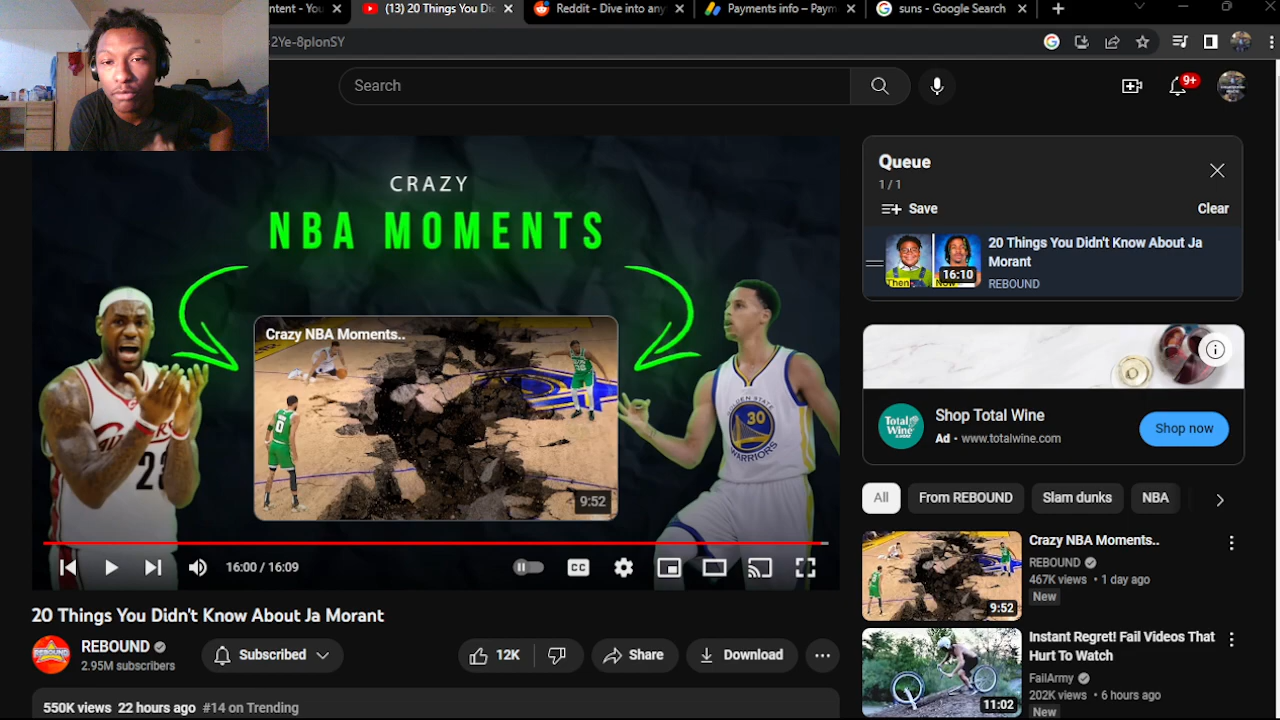 ntent - You
(13) 20 Things You Di
Reddit - Dive into any
Payments info – Paym
suns - Google Search
=2Ye-8plonSY
Search
9+
CRAZY
NBA MOMENTS
Crazy NBA Moments..
9:52
GOLDEN STATE
30
WARRIORS
16:00 / 16:09
CC
20 Things You Didn't Know About Ja Morant
REBOUND
2.95M subscribers
Subscribed
12K
Share
Download
550K views 22 hours ago #14 on Trending
Queue
1 / 1
Save
Clear
Then
Now
16:10
20 Things You Didn't Know About Ja
Morant
REBOUND
Total
Wine
Shop Total Wine
Ad • www.totalwine.com
Shop now
All
From REBOUND
Slam dunks
NBA
9:52
Crazy NBA Moments..
REBOUND
467K views • 1 day ago
New
11:02
Instant Regret! Fail Videos That
Hurt To Watch
FailArmy
202K views • 6 hours ago
New